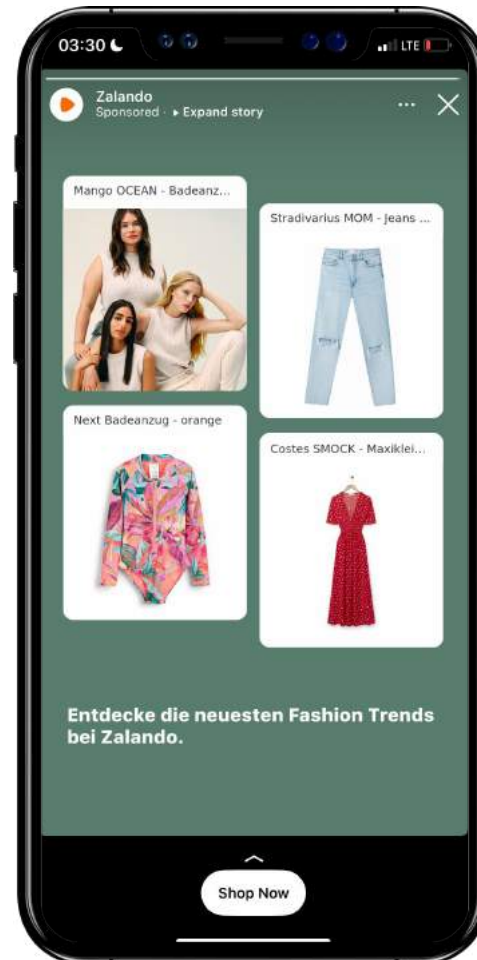 03:30
LTE
Zalando
Sponsored · ▸ Expand story
Mango OCEAN - Badeanz...
Stradivarius MOM - Jeans ...
Next Badeanzug - orange
Costes SMOCK - Maxiklei...
Entdecke die neuesten Fashion Trends
bei Zalando.
Shop Now